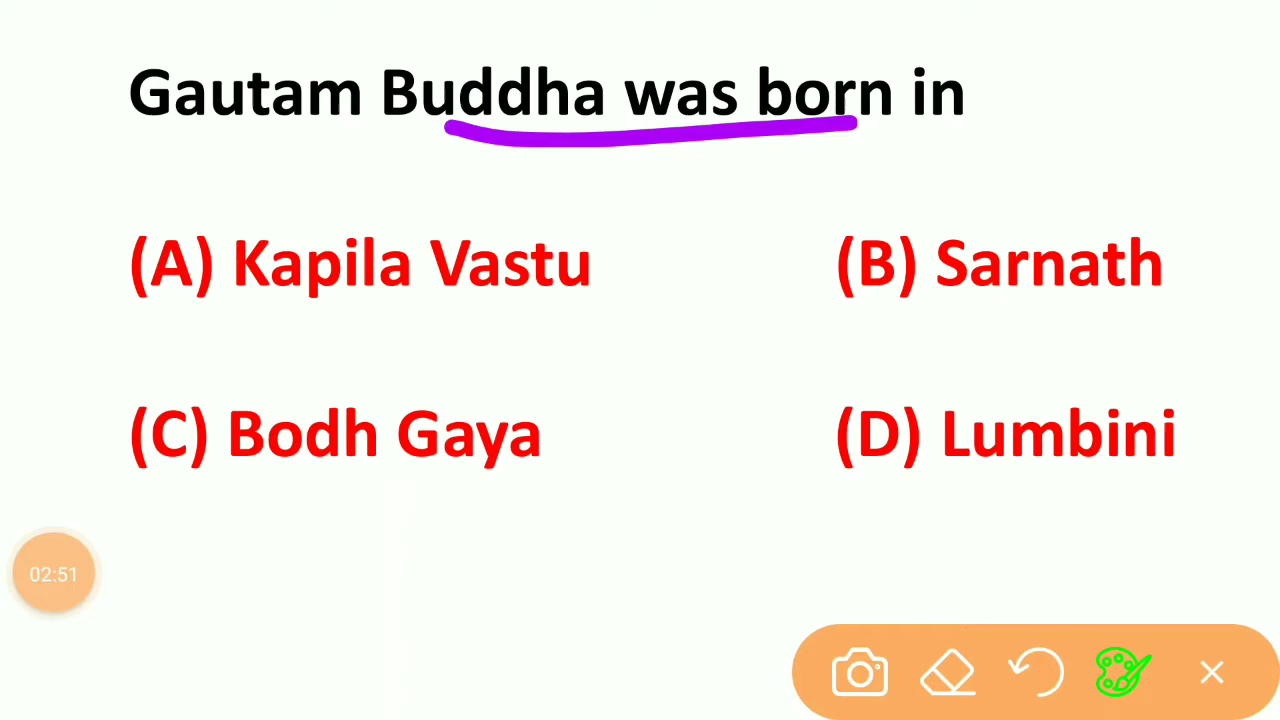 Gautam Buddha was born in
(A) Kapila Vastu (B) Sarnath
(C) Bodh Gaya (D) Lumbini
02:51